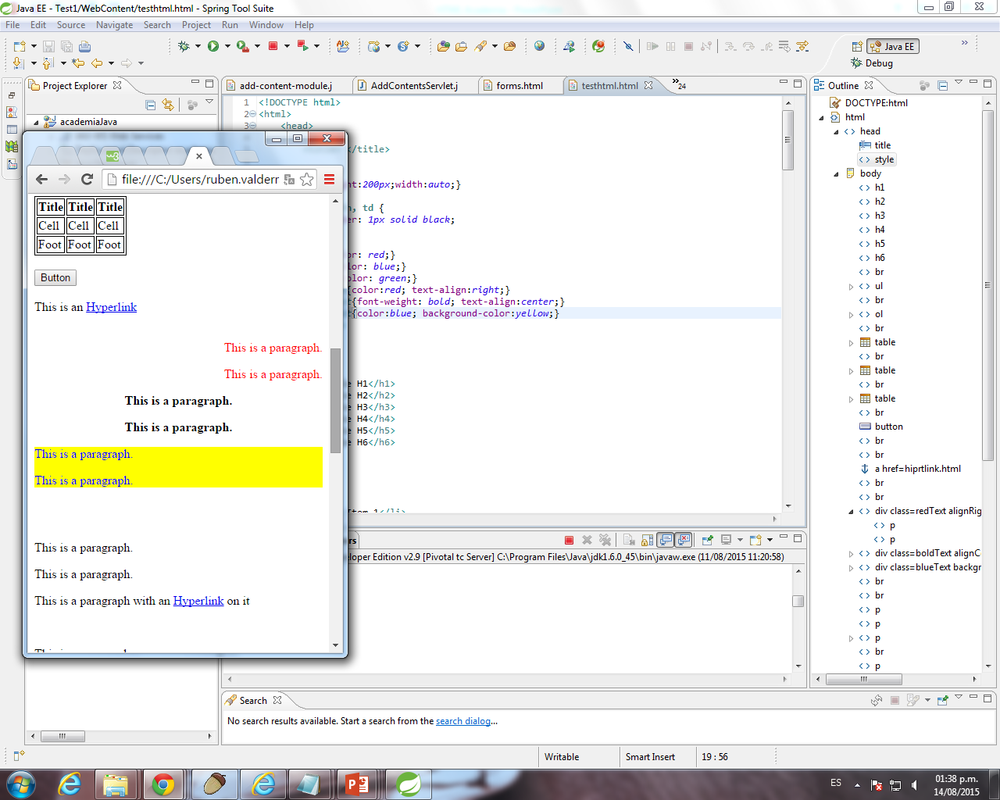 Java EE - Test1/WebContent/testhtml.html - Spring Tool Suite
File Edit Source Navigate Search Project Run Window Help
Java EE
Debug
Project Explorer
academiaJava
add-content-module.j
AddContentsServlet.j
forms.html
testhtml.html
24
1 <!DOCTYPE html>
2 <html>
3 <head>
/title>
ht:200px;width:auto;}
, td {
er: 1px solid black;
or: red;}
lor: blue;}
olor: green;}
{color:red; text-align:right;}
t{font-weight: bold; text-align:center;}
t{color:blue; background-color:yellow;}
e H1</h1>
e H2</h2>
e H3</h3>
e H4</h4>
e H5</h5>
e H6</h6>
Item 1</li>
file:///C:/Users/ruben.valderr
Title Title Title
Cell Cell Cell
Foot Foot Foot
Button
This is an Hyperlink
This is a paragraph.
This is a paragraph.
This is a paragraph.
This is a paragraph.
This is a paragraph.
This is a paragraph.
This is a paragraph.
This is a paragraph.
This is a paragraph with an Hyperlink on it
Outline
DOCTYPE:html
html
head
title
style
body
h1
h2
h3
h4
h5
h6
br
ul
br
ol
br
table
br
table
br
table
br
button
br
br
a href=hiprtlink.html
br
br
div class=redText alignRig
p
p
div class=boldText alignC
div class=blueText backgr
br
br
p
p
p
br
p
rs
loper Edition v2.9 [Pivotal tc Server] C:\Program Files\Java\jdk1.6.0_45\bin\javaw.exe (11/08/2015 11:20:58)
Search
No search results available. Start a search from the search dialog...
Writable
Smart Insert
19 : 56
ES
01:38 p.m.
14/08/2015